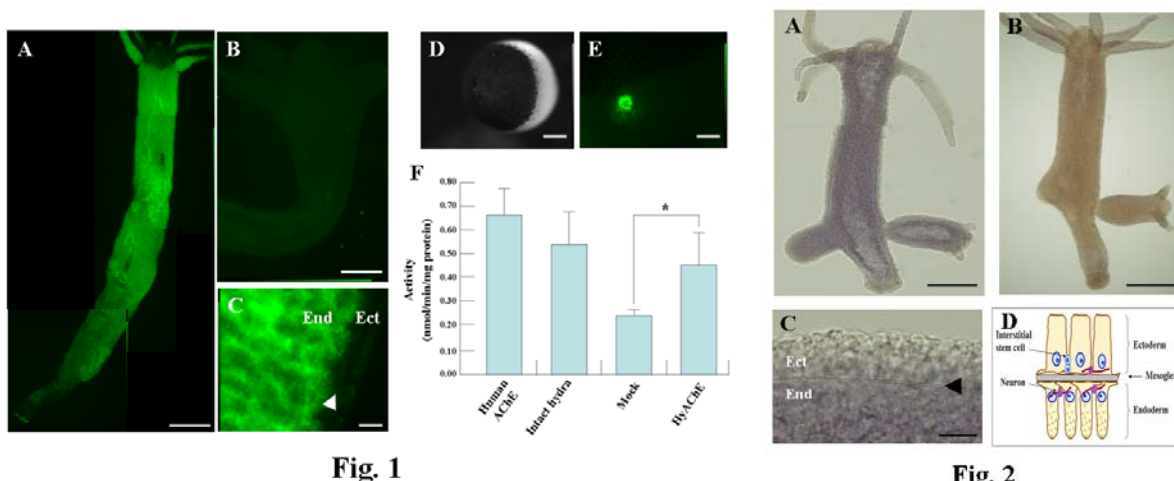 A
B
C
End
Ect
D
E
F
0.80
0.70
0.60
0.50
0.40
0.30
0.20
0.10
0.00
Activity
(nmol/min/mg protein)
*
Human
AChE
Intact hydra
Mock
HyAChE
Fig. 1
A
B
C
Ect
End
D
Interstitial
stem cell
Neuron
Ectoderm
Mesogle
Endoderm
Fig. 2